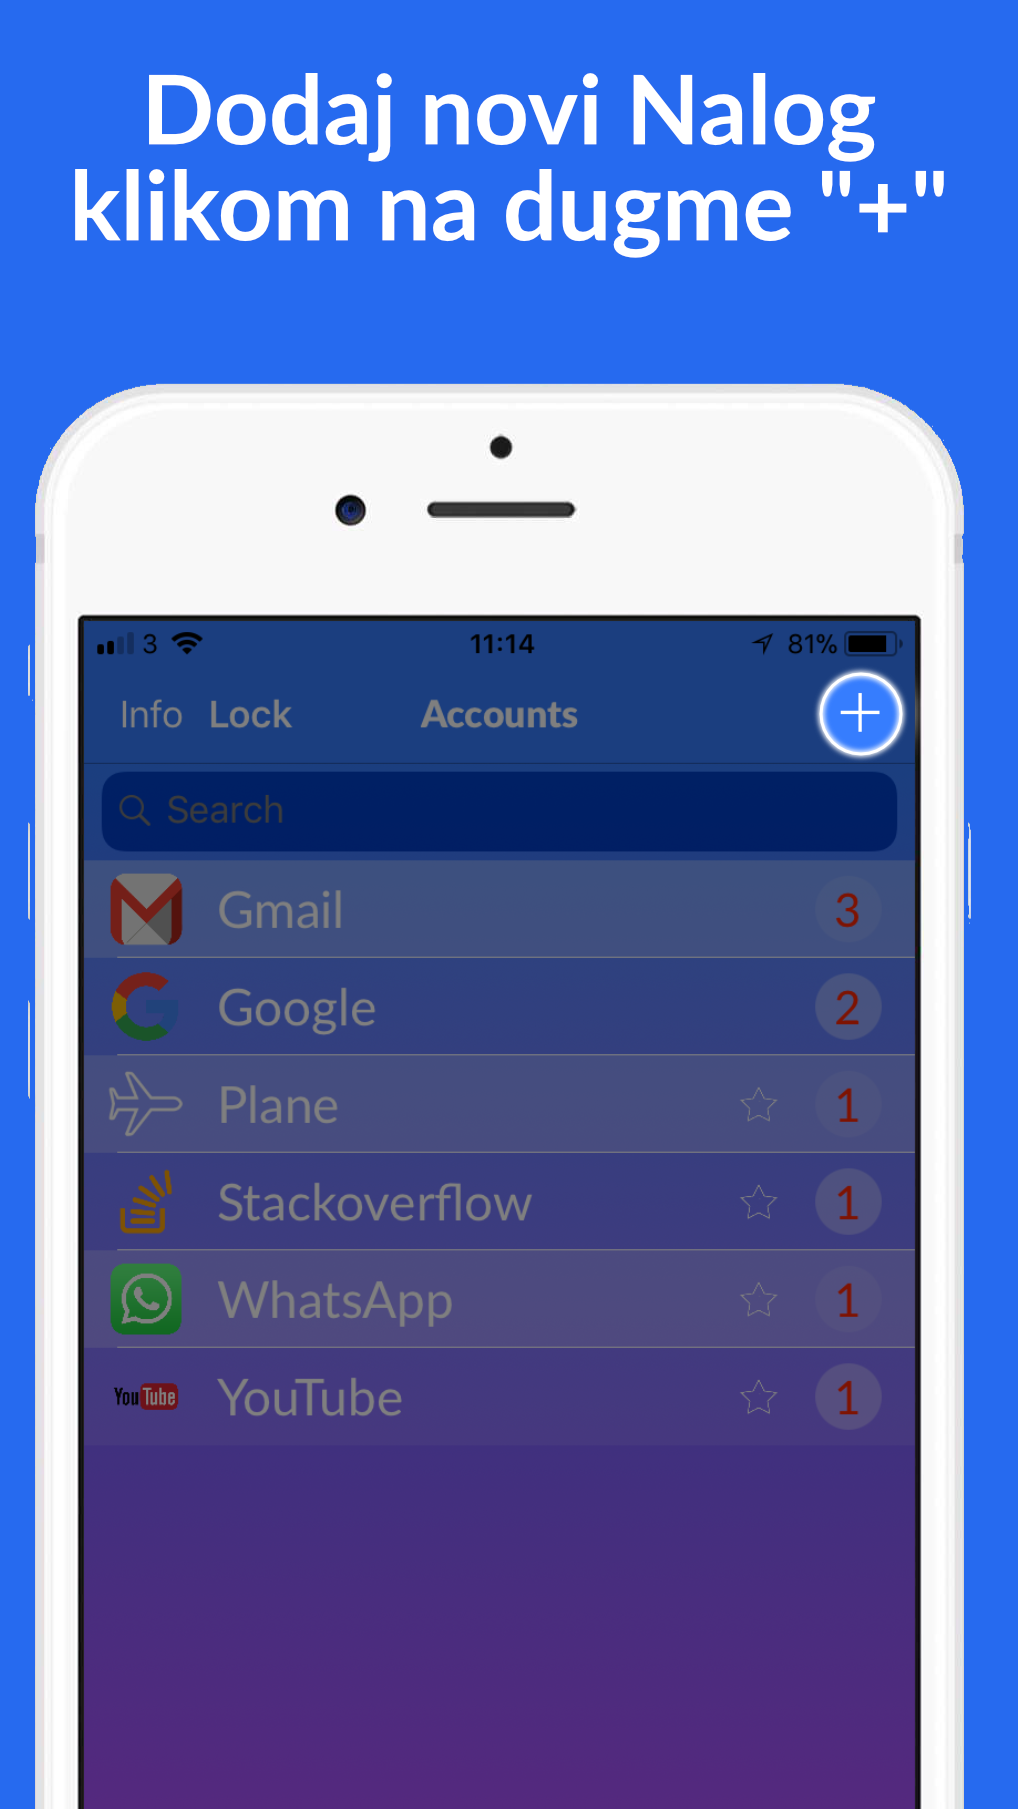 Dodaj novi Nalog
klikom na dugme "+"
3 11:14 81%
Info Lock Accounts +
Search
Gmail 3
Google 2
Plane 1
Stackoverflow 1
WhatsApp 1
YouTube YouTube 1